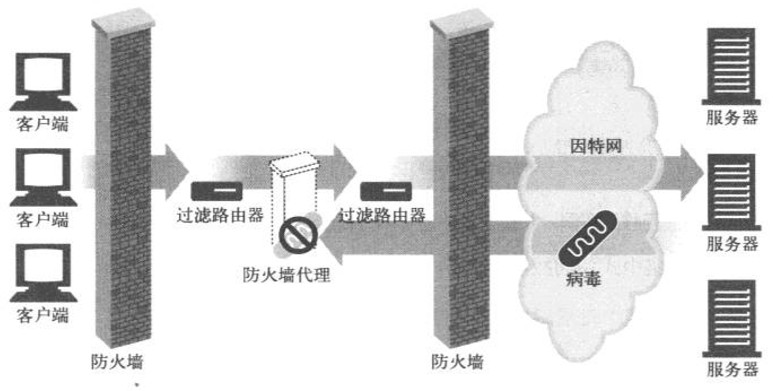 客户端
客户端
客户端
防火墙
过滤路由器
防火墙代理
过滤路由器
防火墙
因特网
病毒
服务器
服务器
服务器